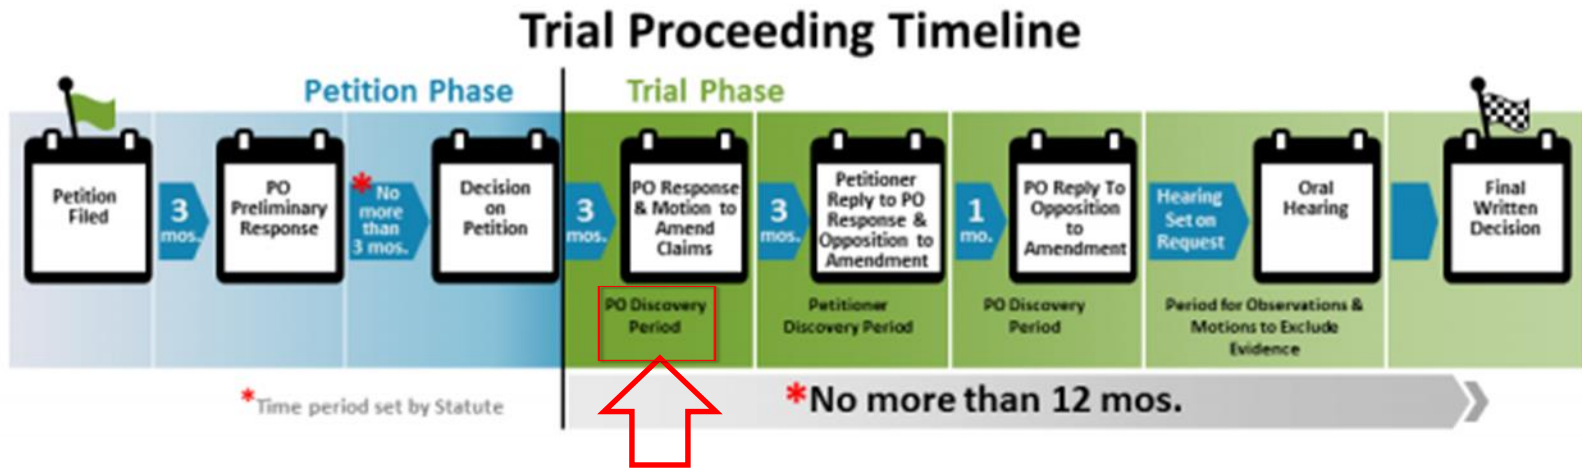 Trial Proceeding Timeline
Petition Phase
Trial Phase
Petition
Filed
3
mos.
PO
Preliminary
Response
* No
more
than
3 mos.
Decision
on
Petition
3
mos.
PO Response
& Motion to
Amend
Claims
PO Discovery
Period
3
mos.
Petitioner
Reply to PO
Response &
Opposition to
Amendment
Petitioner
Discovery Period
1
mo.
PO Reply To
Opposition
to
Amendment
PO Discovery
Period
Hearing
Set on
Request
Oral
Hearing
Period for Observations &
Motions to Exclude
Evidence
Final
Written
Decision
*Time period set by Statute
*No more than 12 mos.